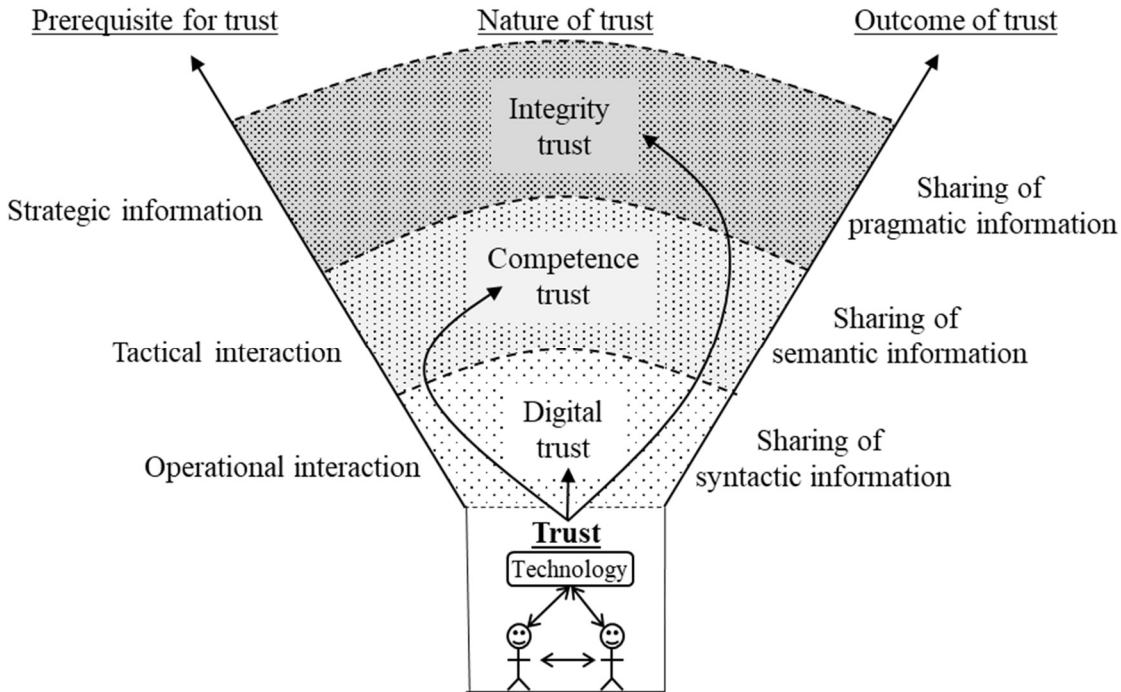 Prerequisite for trust
Nature of trust
Outcome of trust
Integrity
trust
Strategic information
Sharing of
pragmatic information
Competence
trust
Tactical interaction
Sharing of
semantic information
Digital
trust
Operational interaction
Sharing of
syntactic information
Trust
Technology